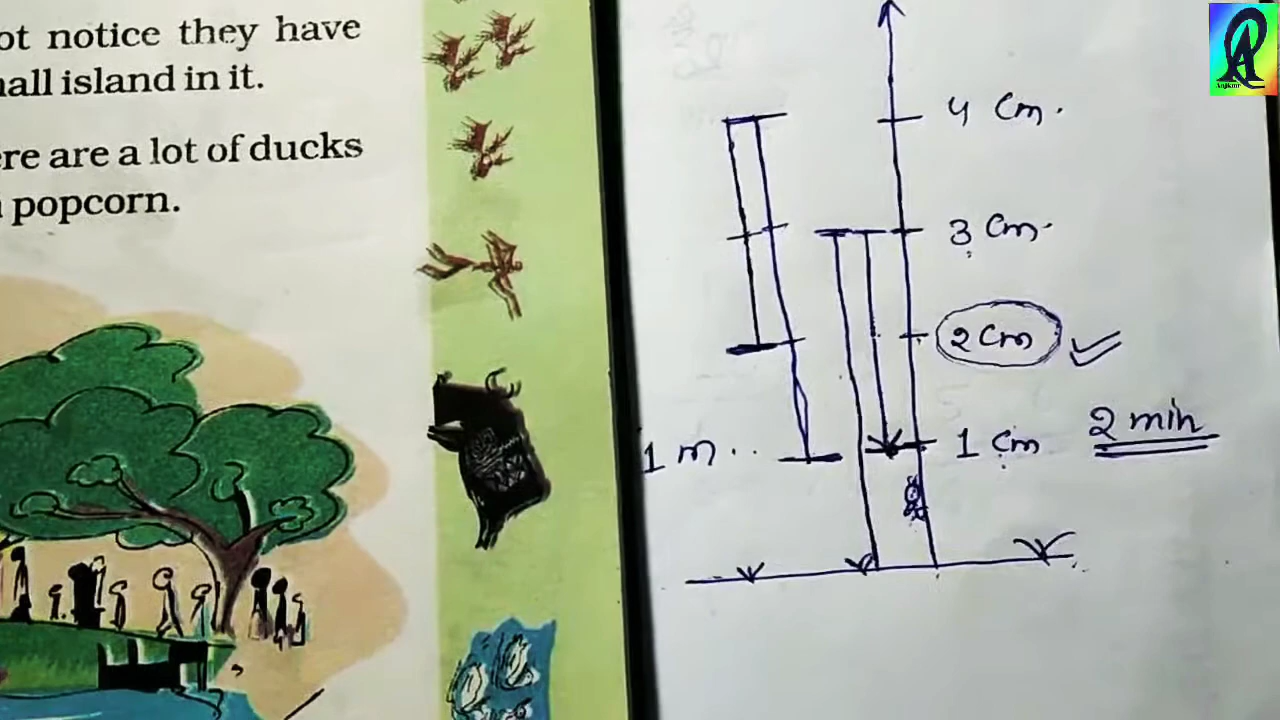 ot notice they have
all island in it.
ere are a lot of ducks
popcorn.
4 Cm.
3 Cm.
2 Cm
1 Cm
2 min
1 m..